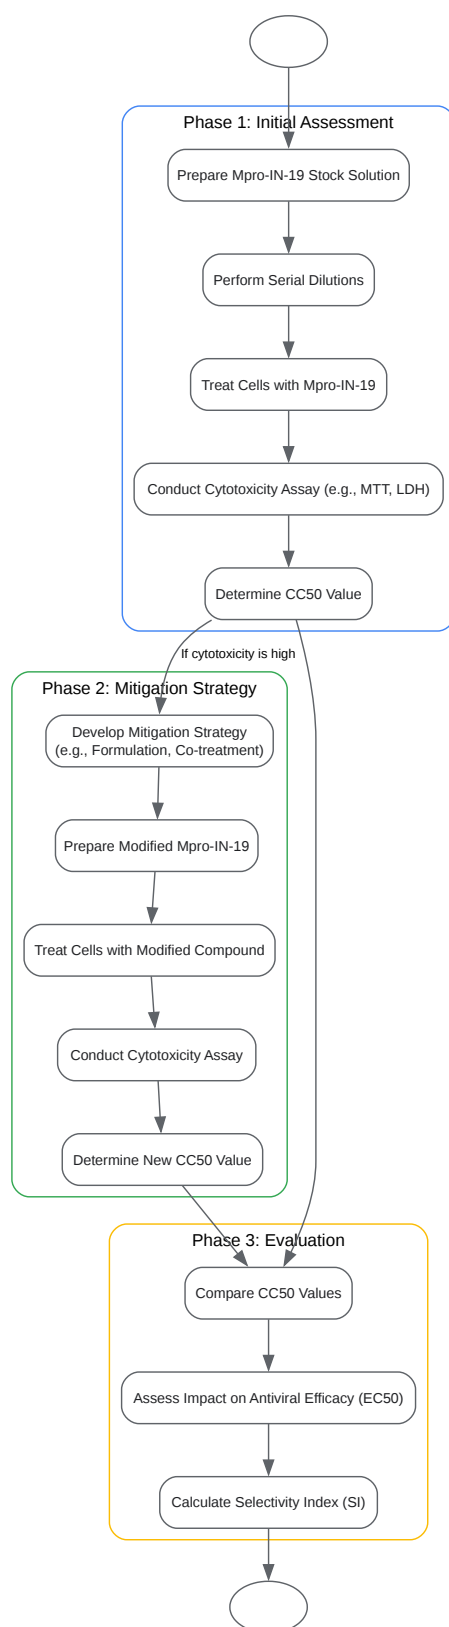 Phase 1: Initial Assessment
Prepare Mpro-IN-19 Stock Solution
Perform Serial Dilutions
Treat Cells with Mpro-IN-19
Conduct Cytotoxicity Assay (e.g., MTT, LDH)
Determine CC50 Value
If cytotoxicity is high
Phase 2: Mitigation Strategy
Develop Mitigation Strategy
(e.g., Formulation, Co-treatment)
Prepare Modified Mpro-IN-19
Treat Cells with Modified Compound
Conduct Cytotoxicity Assay
Determine New CC50 Value
Phase 3: Evaluation
Compare CC50 Values
Assess Impact on Antiviral Efficacy (EC50)
Calculate Selectivity Index (SI)